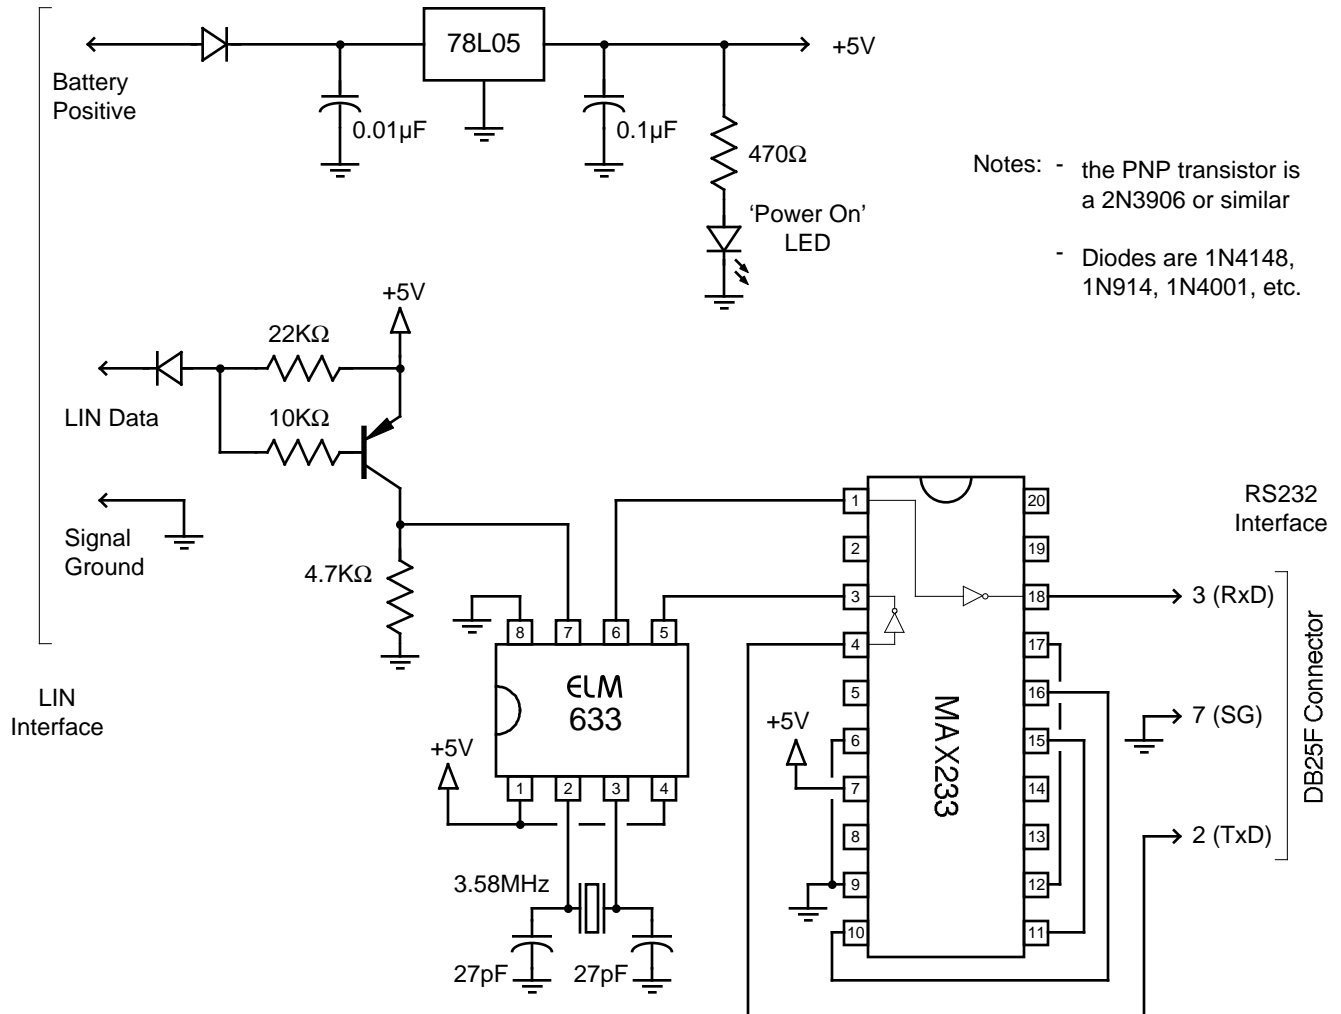 78L05
+5V
Battery
Positive
0.01µF
0.1µF
470Ω
Notes: - the PNP transistor is
a 2N3906 or similar
'Power On'
LED
- Diodes are 1N4148,
1N914, 1N4001, etc.
+5V
22KΩ
LIN Data
10KΩ
Signal
Ground
4.7KΩ
RS232
Interface
1
2
3
4
5
6
7
8
9
10
20
19
18
17
16
15
14
13
12
11
MAX233
3 (RxD)
7 (SG)
2 (TxD)
DB25F Connector
8
7
6
5
ELM
633
1
2
3
4
LIN
Interface
+5V
+5V
3.58MHz
27pF
27pF